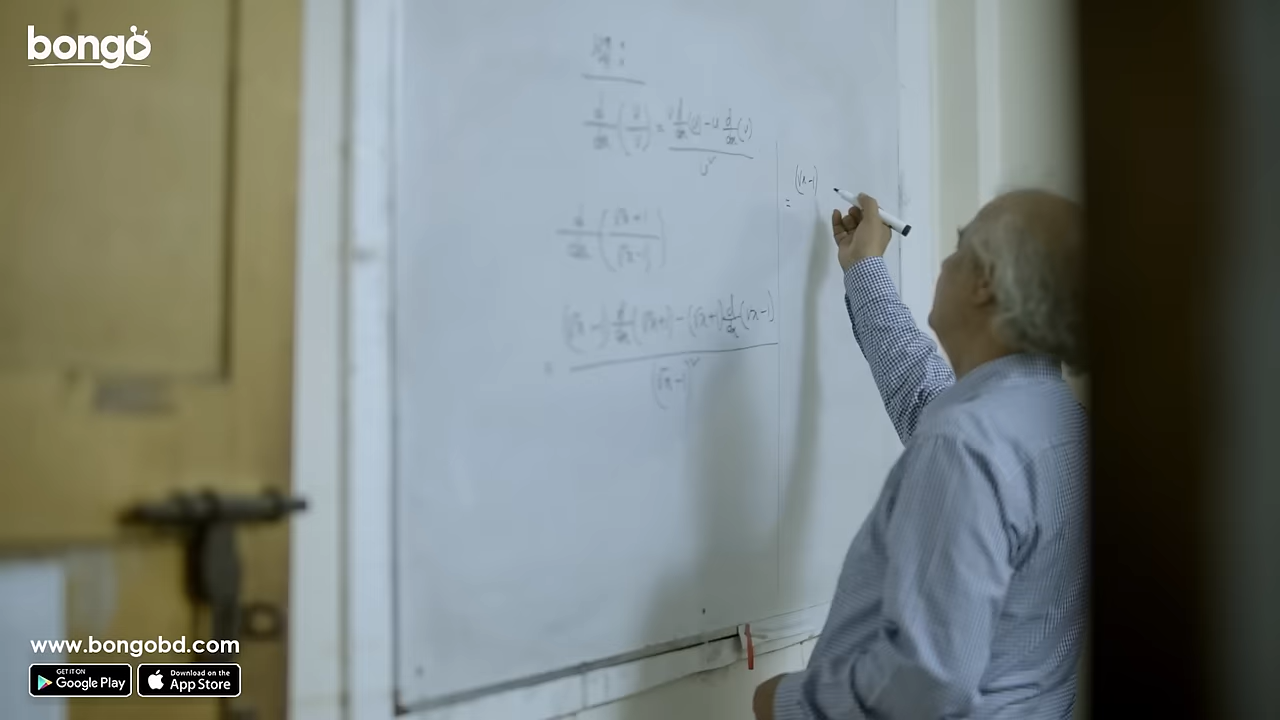 bongo
d/dx (u/v) = v d/dx (u) - u d/dx (v) / v²
d/dx (√x+1 / √x-1)
= (√x-1) d/dx (√x+1) - (√x+1) d/dx (√x-1) / (√x-1)²
= (√x-1)
www.bongobd.com
GET IT ON Google Play
Download on the App Store